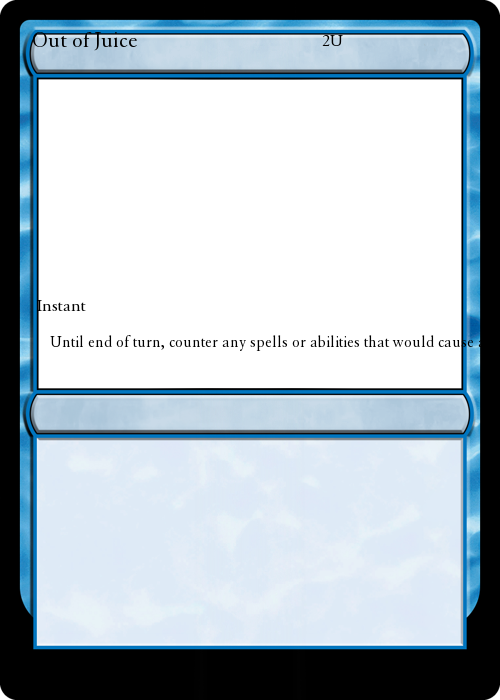 Out of Juice 2U
Instant
Until end of turn, counter any spells or abilities that would cause